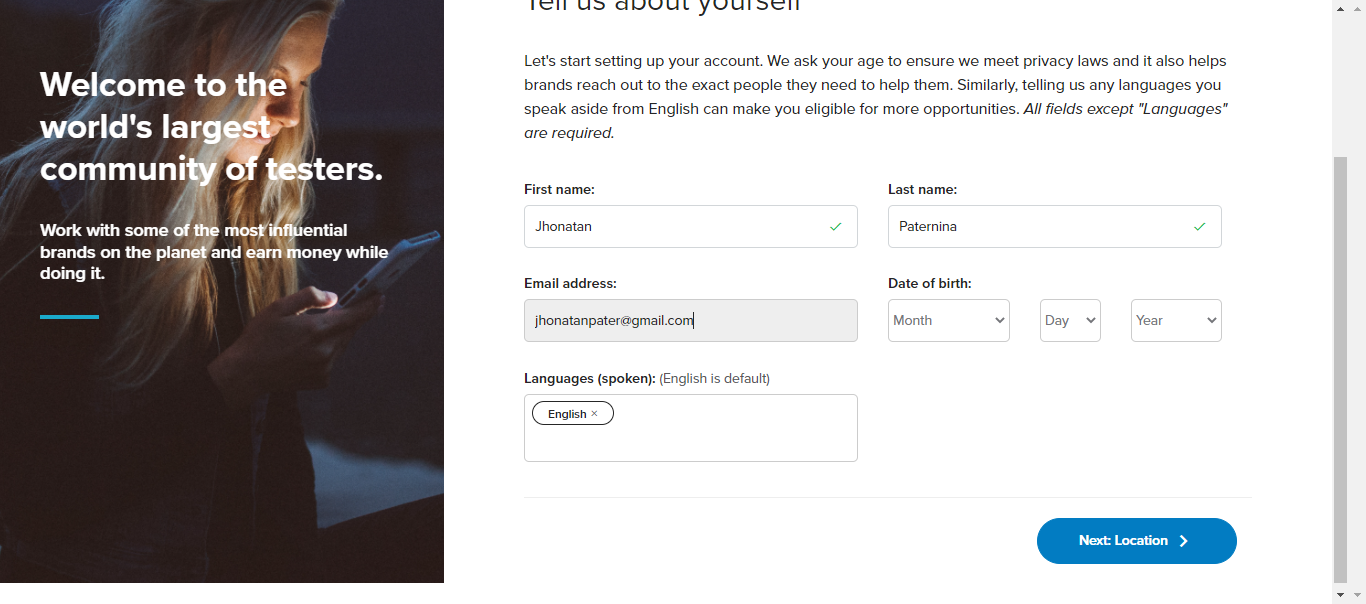 Tell us about yourself
Welcome to the
world's largest
community of testers.
Work with some of the most influential
brands on the planet and earn money while
doing it.
Let's start setting up your account. We ask your age to ensure we meet privacy laws and it also helps
brands reach out to the exact people they need to help them. Similarly, telling us any languages you
speak aside from English can make you eligible for more opportunities. All fields except "Languages"
are required.
First name:
Last name:
Jhonatan
Paternina
Email address:
Date of birth:
jhonatanpater@gmail.com
Month
Day
Year
Languages (spoken): (English is default)
English ×
Next: Location